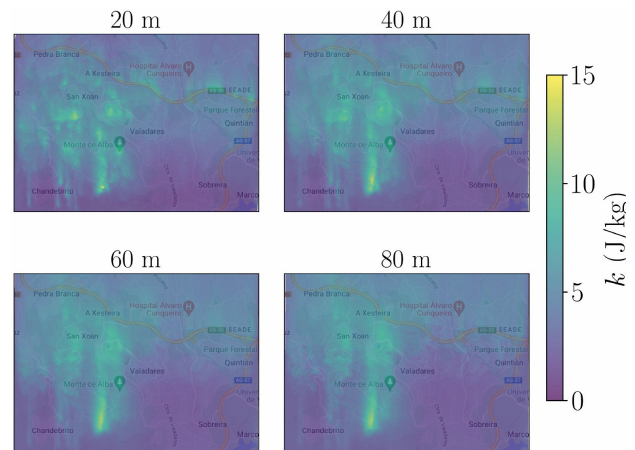 20 m
40 m
Pedra Branca
Hospital Álvaro
Cunqueiro
A Xesteira
EEADE
San Xoán
Parque Forestal
Quintián
Valadares
Monte de Alba
Chandebrito
Sobreira
Marco
Pedra Branca
Hospital Álvaro
Cunqueiro
A Xesteira
EEADE
San Xoán
Parque Foresta
Quintián
Valadares
Monte de Alba
Chandebrito
Sobreira
Marco
15
10
5
0
k (J/kg)
60 m
80 m
Pedra Branca
Hospital Álvaro
Cunqueiro
A Xesteira
EEADE
San Xoán
Parque Forestal
Quintián
Valadares
Monte de Alba
Chandebrito
Sobreira
Marco
Pedra Branca
Hospital Álvaro
Cunqueiro
A Xesteira
EEADE
San Xoán
Parque Foresta
Quintián
Valadares
Monte de Alba
Chandebrito
Sobreira
Marco